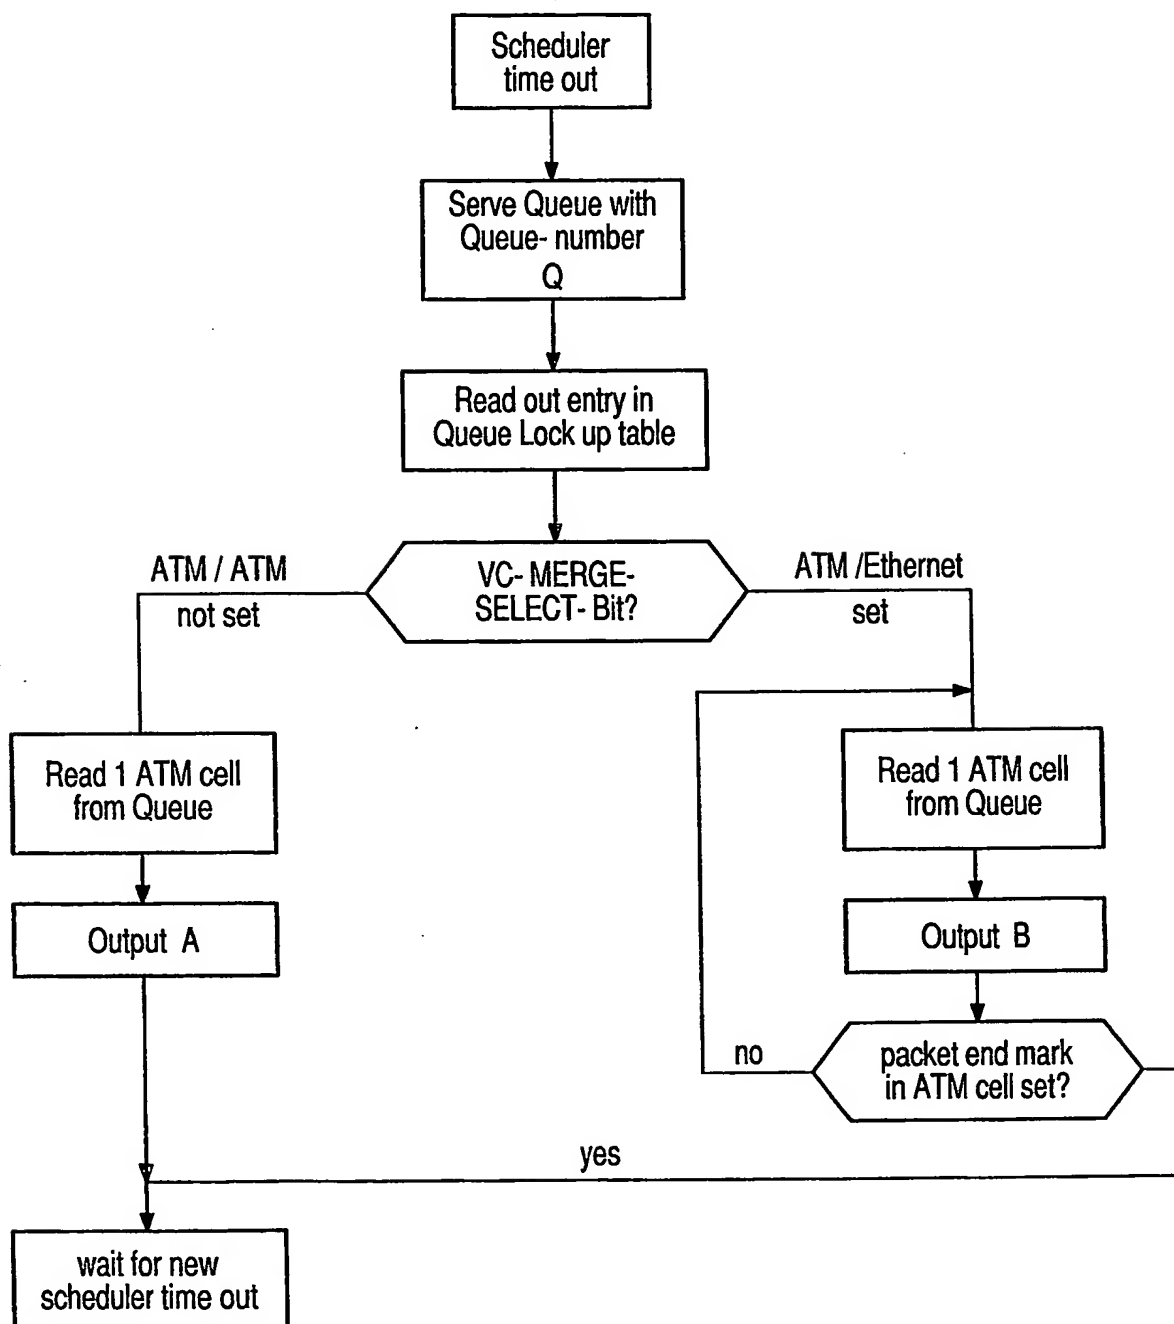 Scheduler
time out
Serve Queue with
Queue- number
Q
Read out entry in
Queue Lock up table
ATM / ATM
not set
VC- MERGE-
SELECT- Bit?
ATM /Ethernet
set
Read 1 ATM cell
from Queue
Output A
Read 1 ATM cell
from Queue
Output B
no
packet end mark
in ATM cell set?
yes
wait for new
scheduler time out